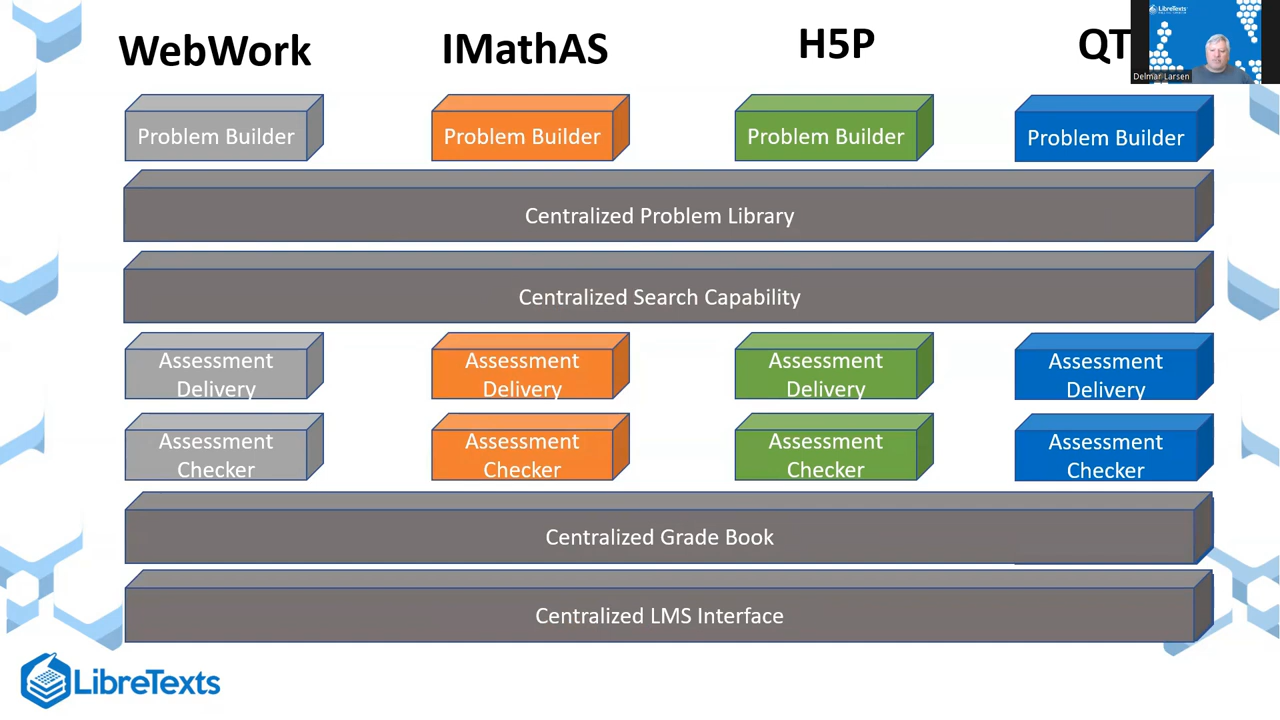 WebWork IMathAS H5P QT
LibreTexts
Delmar Larsen
Problem Builder Problem Builder Problem Builder Problem Builder
Centralized Problem Library
Centralized Search Capability
Assessment Assessment Assessment Assessment
Delivery Delivery Delivery Delivery
Assessment Assessment Assessment Assessment
Checker Checker Checker Checker
Centralized Grade Book
Centralized LMS Interface
LibreTexts